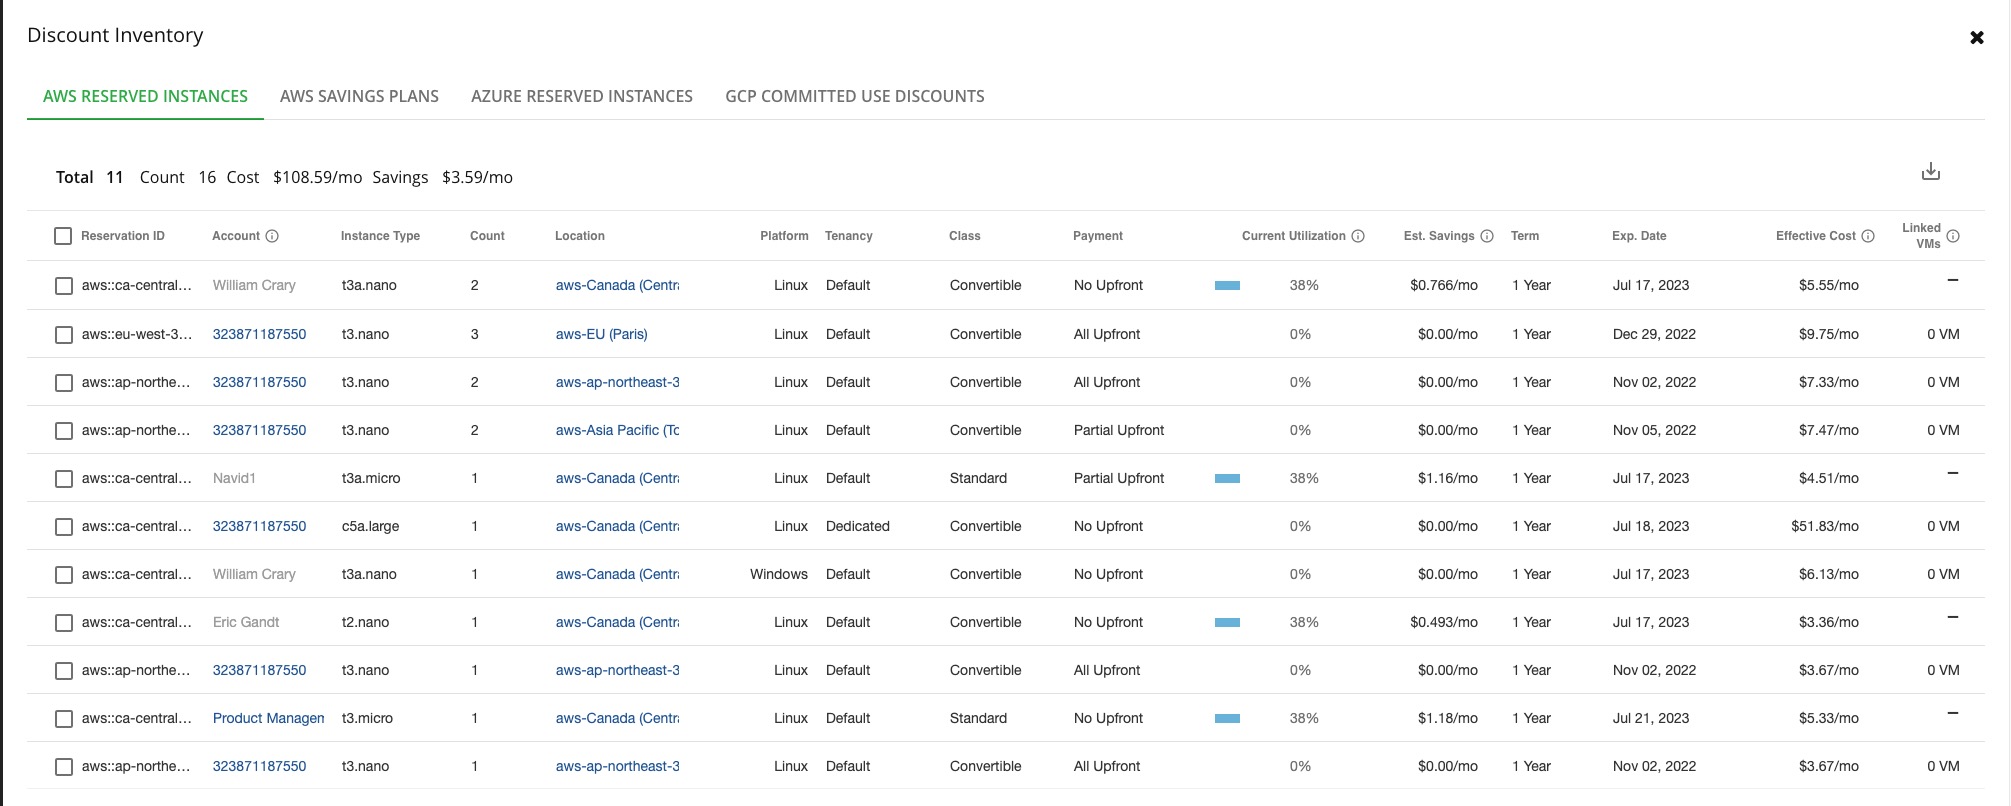 Discount Inventory
AWS RESERVED INSTANCES AWS SAVINGS PLANS AZURE RESERVED INSTANCES GCP COMMITTED USE DISCOUNTS
Total 11 Count 16 Cost $108.59/mo Savings $3.59/mo
Reservation ID Account Instance Type Count Location Platform Tenancy Class Payment Current Utilization Est. Savings Term Exp. Date Effective Cost Linked VMs
aws::ca-central... William Crary t3a.nano 2 aws-Canada (Centr Linux Default Convertible No Upfront 38% $0.766/mo 1 Year Jul 17, 2023 $5.55/mo –
aws::eu-west-3... 323871187550 t3.nano 3 aws-EU (Paris) Linux Default Convertible All Upfront 0% $0.00/mo 1 Year Dec 29, 2022 $9.75/mo 0 VM
aws::ap-northe... 323871187550 t3.nano 2 aws-ap-northeast-3 Linux Default Convertible All Upfront 0% $0.00/mo 1 Year Nov 02, 2022 $7.33/mo 0 VM
aws::ap-northe... 323871187550 t3.nano 2 aws-Asia Pacific (Tc Linux Default Convertible Partial Upfront 0% $0.00/mo 1 Year Nov 05, 2022 $7.47/mo 0 VM
aws::ca-central... Navid1 t3a.micro 1 aws-Canada (Centr Linux Default Standard Partial Upfront 38% $1.16/mo 1 Year Jul 17, 2023 $4.51/mo –
aws::ca-central... 323871187550 c5a.large 1 aws-Canada (Centr Linux Dedicated Convertible No Upfront 0% $0.00/mo 1 Year Jul 18, 2023 $51.83/mo 0 VM
aws::ca-central... William Crary t3a.nano 1 aws-Canada (Centr Windows Default Convertible No Upfront 0% $0.00/mo 1 Year Jul 17, 2023 $6.13/mo 0 VM
aws::ca-central... Eric Gandt t2.nano 1 aws-Canada (Centr Linux Default Convertible No Upfront 38% $0.493/mo 1 Year Jul 17, 2023 $3.36/mo –
aws::ap-northe... 323871187550 t3.nano 1 aws-ap-northeast-3 Linux Default Convertible All Upfront 0% $0.00/mo 1 Year Nov 02, 2022 $3.67/mo 0 VM
aws::ca-central... Product Managen t3.micro 1 aws-Canada (Centr Linux Default Standard No Upfront 38% $1.18/mo 1 Year Jul 21, 2023 $5.33/mo –
aws::ap-northe... 323871187550 t3.nano 1 aws-ap-northeast-3 Linux Default Convertible All Upfront 0% $0.00/mo 1 Year Nov 02, 2022 $3.67/mo 0 VM